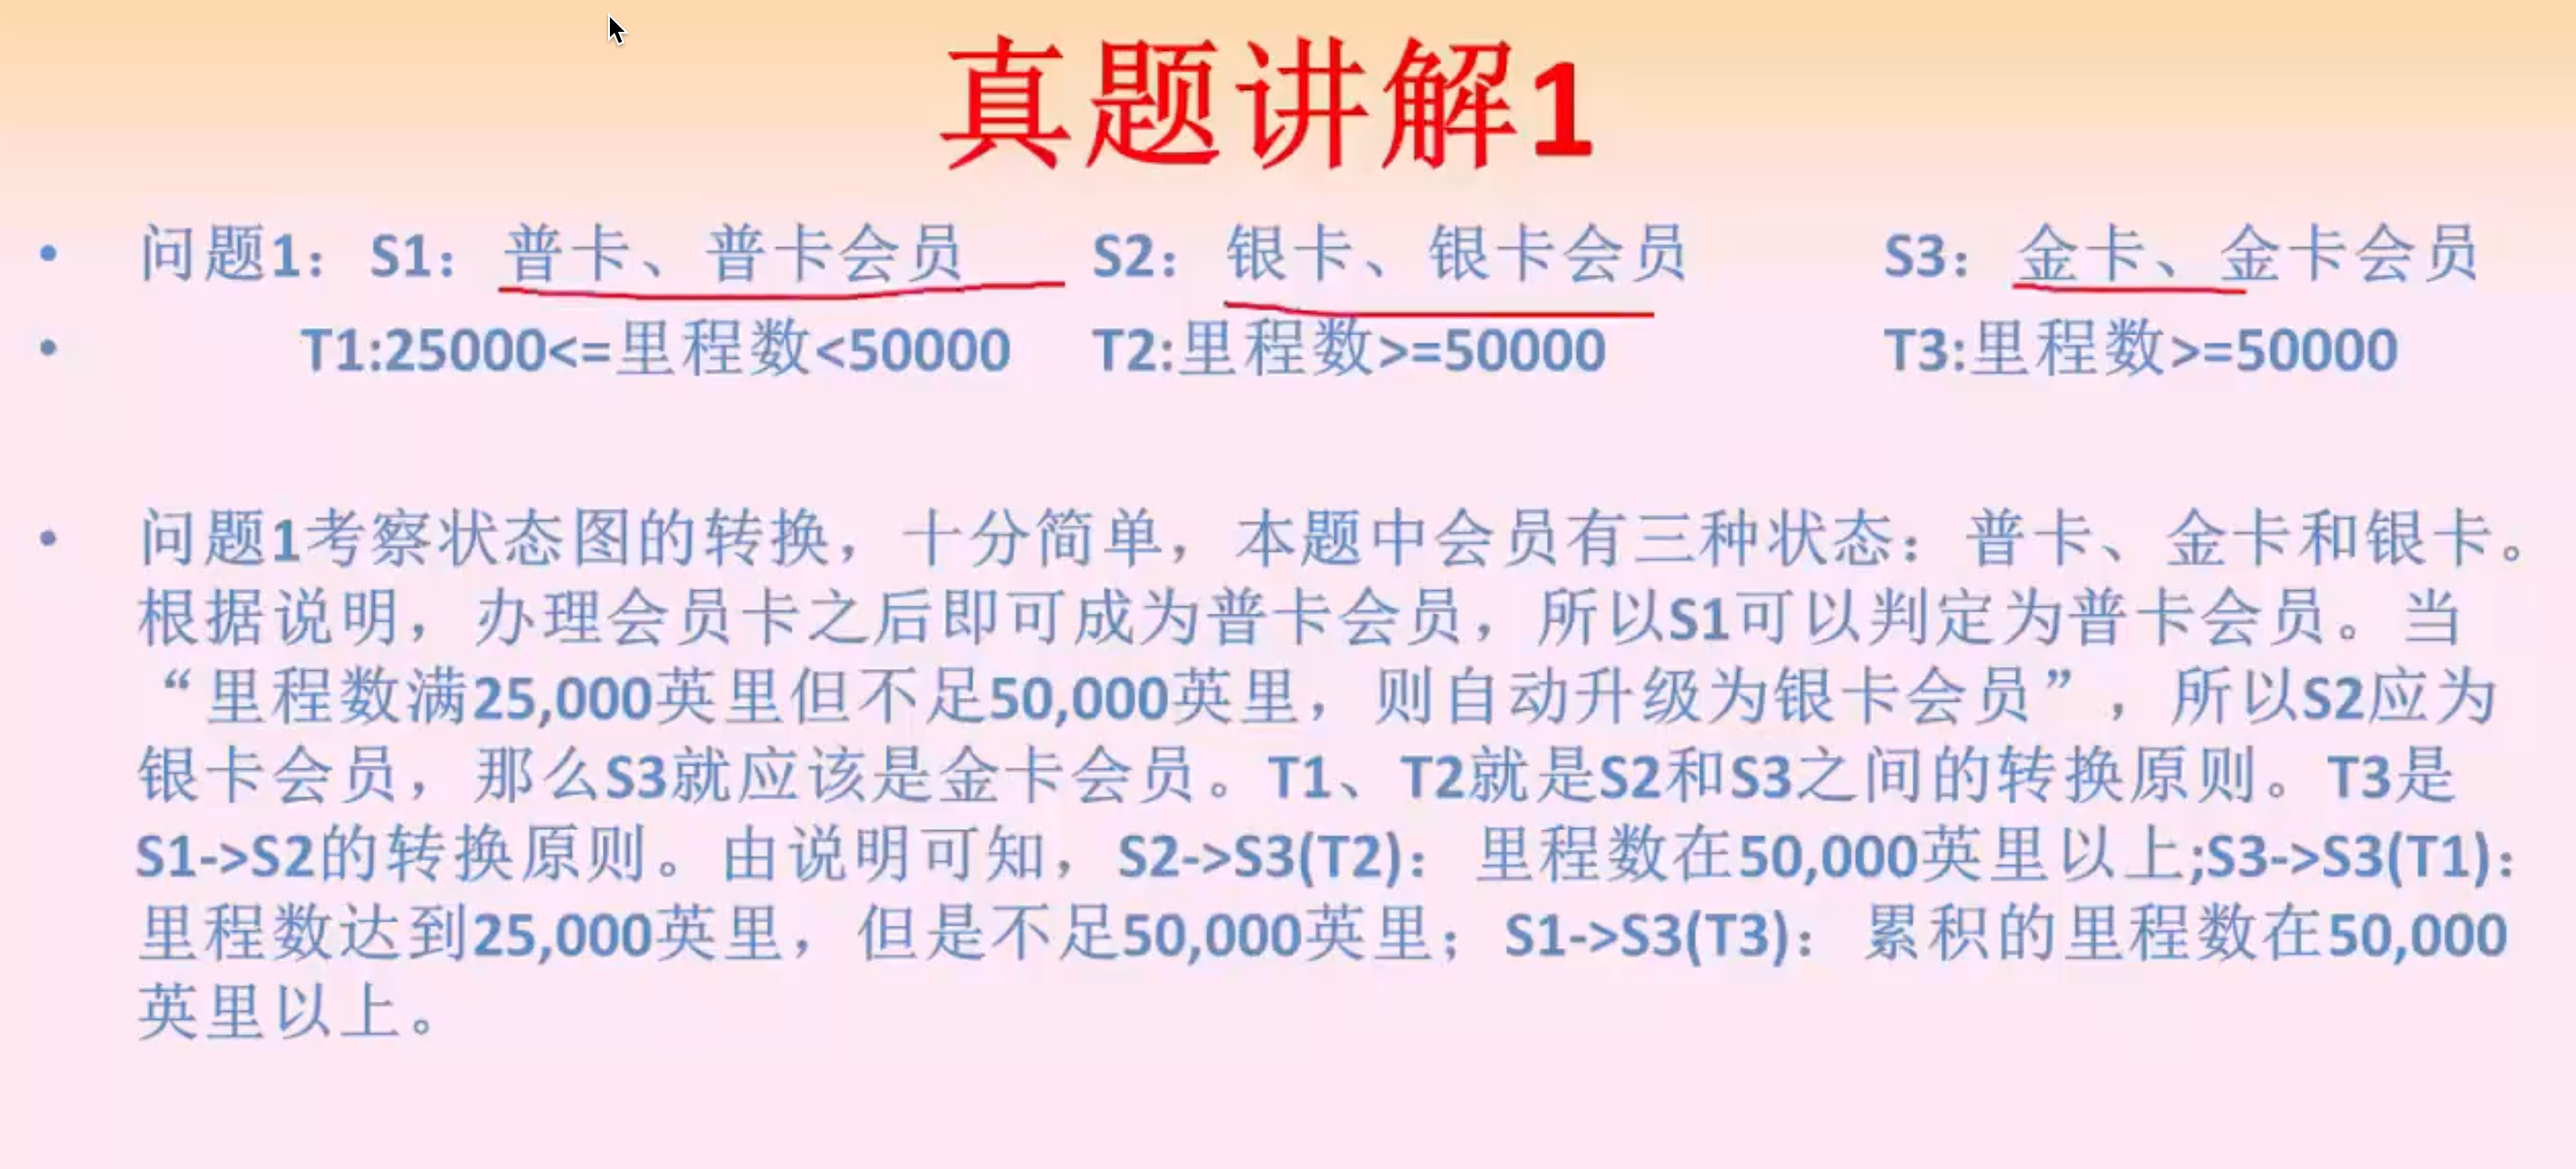 真题讲解1
• 问题1：S1：普卡、普卡会员 S2：银卡、银卡会员 S3：金卡、金卡会员
• T1:25000<=里程数<50000 T2:里程数>=50000 T3:里程数>=50000
• 问题1考察状态图的转换，十分简单，本题中会员有三种状态：普卡、金卡和银卡。
根据说明，办理会员卡之后即可成为普卡会员，所以S1可以判定为普卡会员。当
“里程数满25,000英里但不足50,000英里，则自动升级为银卡会员”，所以S2应为
银卡会员，那么S3就应该是金卡会员。T1、T2就是S2和S3之间的转换原则。T3是
S1->S2的转换原则。由说明可知，S2->S3(T2)：里程数在50,000英里以上;S3->S3(T1)：
里程数达到25,000英里，但是不足50,000英里；S1->S3(T3)：累积的里程数在50,000
英里以上。